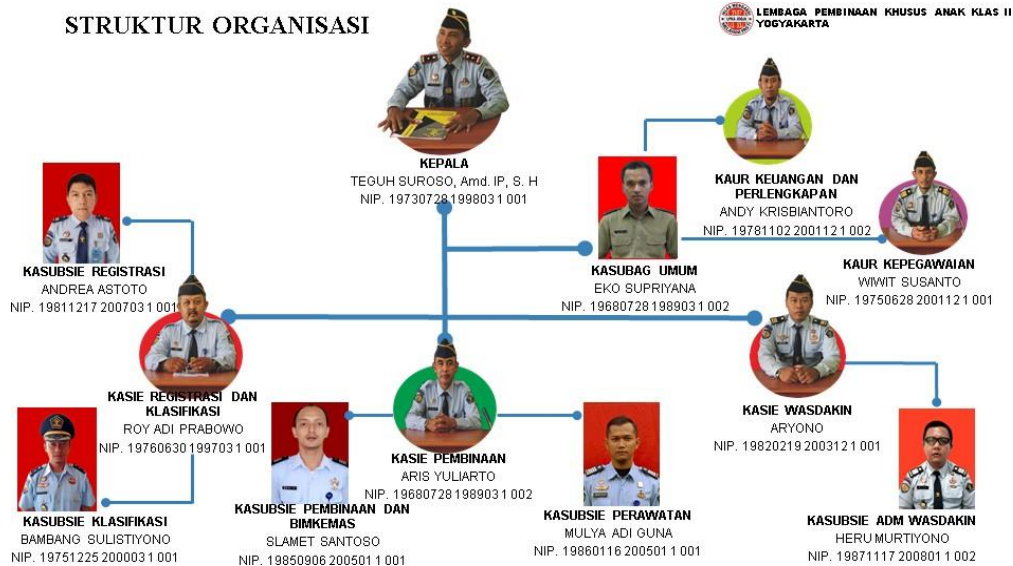 STRUKTUR ORGANISASI
LEMBAGA PEMBINAAN KHUSUS ANAK KLAS II
YOGYAKARTA
KEPALA
TEGUH SUROSO, Amd. IP, S. H
NIP. 19730728 199803 1 001
KAUR KEUANGAN DAN
PERLENGKAPAN
ANDY KRISBIANTORO
NIP. 19781102 200112 1 002
KASUBAG UMUM
EKO SUPRIYANA
NIP. 19680728 198903 1 002
KAUR KEPEGAWAIAN
WIWIT SUSANTO
NIP. 19750628 200112 1 001
KASUBSIE REGISTRASI
ANDREA ASTOTO
NIP. 19811217 200703 1 001
KASIE REGISTRASI DAN
KLASIFIKASI
ROY ADI PRABOWO
NIP. 19760630 199703 1 001
KASIE PEMBINAAN
ARIS YULIARTO
NIP. 19680728 198903 1 002
KASIE WASDAKIN
ARYONO
NIP. 19820219 200312 1 001
KASUBSIE KLASIFIKASI
BAMBANG SULISTIYONO
NIP. 19751225 200003 1 001
KASUBSIE PEMBINAAN DAN
BIMKEMAS
SLAMET SANTOSO
NIP. 19850906 200501 1 001
KASUBSIE PERAWATAN
MULYA ADI GUNA
NIP. 19860116 200501 1 001
KASUBSIE ADM WASDAKIN
HERU MURTIYONO
NIP. 19871117 200801 1 002